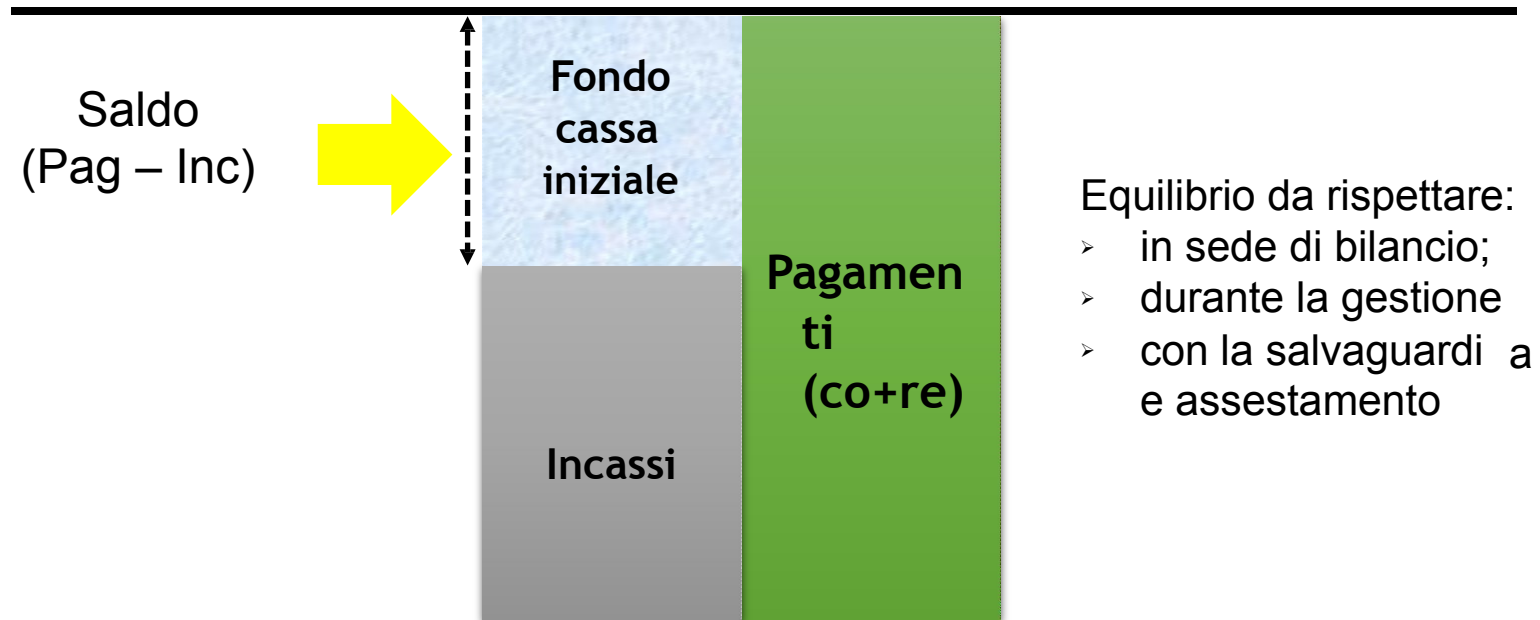 Saldo
(Pag – Inc)
Fondo
cassa
iniziale
Incassi
Pagamen
ti
(co+re)
Equilibrio da rispettare:
➢ in sede di bilancio;
➢ durante la gestione
➢ con la salvaguardi a
e assestamento